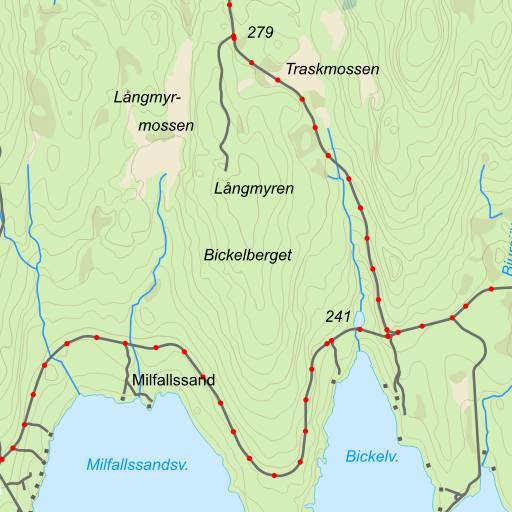 279
Traskmossen
Långmyr-
mossen
Långmyren
Bickelberget
241
Milfallssand
Milfallssandsv.
Bickelv.